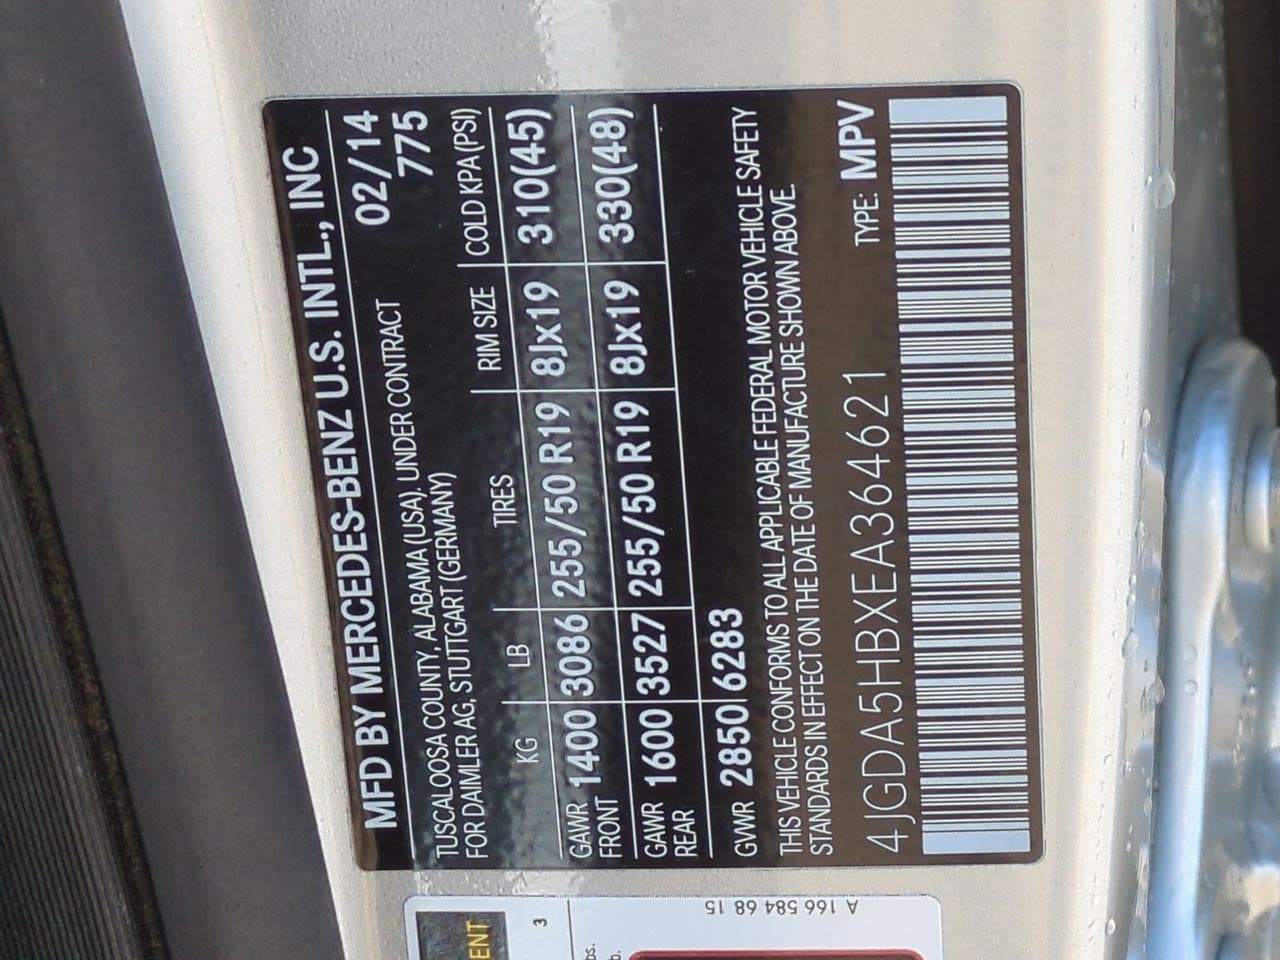 MFD BY MERCEDES-BENZ U.S. INTL., INC
TUSCALOOSA COUNTY, ALABAMA (USA), UNDER CONTRACT 02/14
FOR DAIMLER AG, STUTTGART (GERMANY) 775
KG LB TIRES RIM SIZE COLD KPA (PSI)
GAWR FRONT 1400 3086 255/50 R19 8Jx19 310(45)
GAWR REAR 1600 3527 255/50 R19 8Jx19 330(48)
GVWR 2850 6283
THIS VEHICLE CONFORMS TO ALL APPLICABLE FEDERAL MOTOR VEHICLE SAFETY
STANDARDS IN EFFECT ON THE DATE OF MANUFACTURE SHOWN ABOVE.
4JGDA5HBXEA364621 TYPE: MPV
A 166 584 68 15
ENT
3